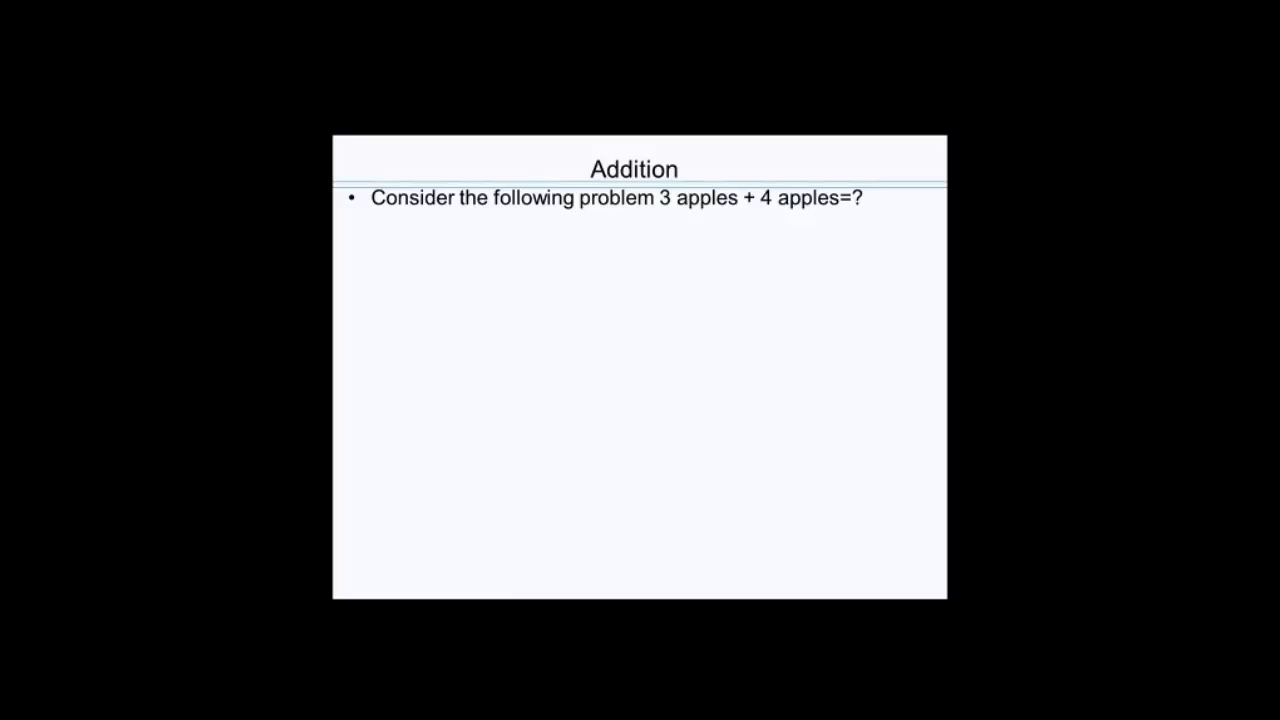 Addition
• Consider the following problem 3 apples + 4 apples=?